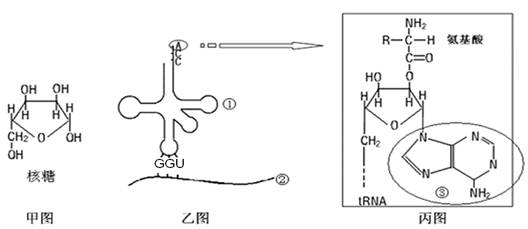 OH OH
H H H H
O
CH₂ OH
OH
核糖
甲图
A
C
C
①
GGU
②
乙图
NH₂
R—C—H 氨基酸
C=O
HO O
H H H H
O
CH₂ N N
N N
③
NH₂
tRNA
丙图